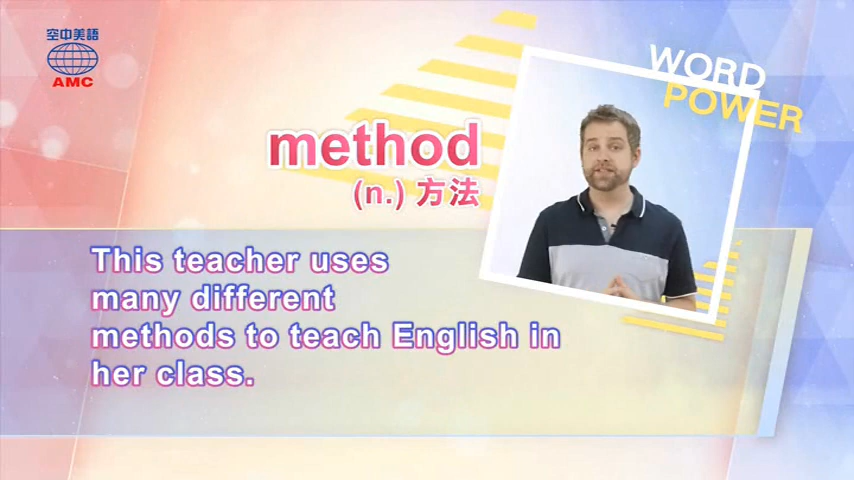 空中美語
AMC
WORD
POWER
method
(n.) 方法
This teacher uses
many different
methods to teach English in
her class.